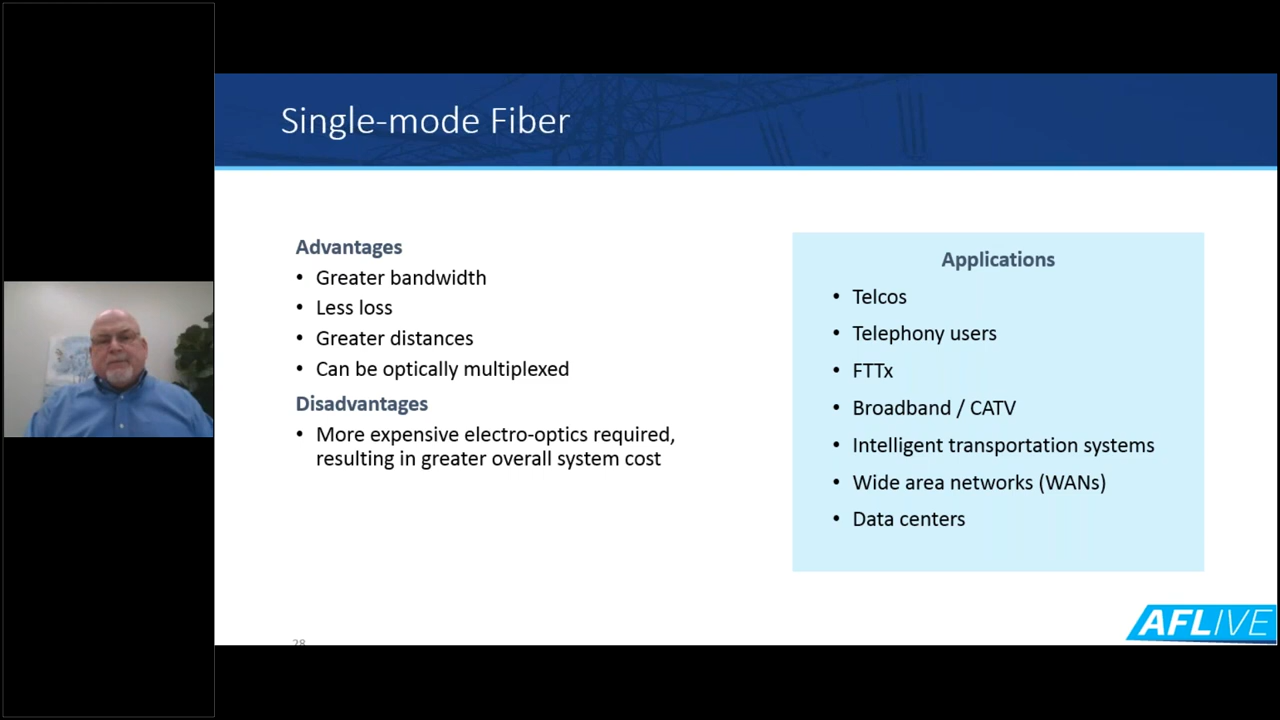 Single-mode Fiber
Advantages
• Greater bandwidth
• Less loss
• Greater distances
• Can be optically multiplexed
Disadvantages
• More expensive electro-optics required,
resulting in greater overall system cost
Applications
• Telcos
• Telephony users
• FTTx
• Broadband / CATV
• Intelligent transportation systems
• Wide area networks (WANs)
• Data centers
28
AFLIVE